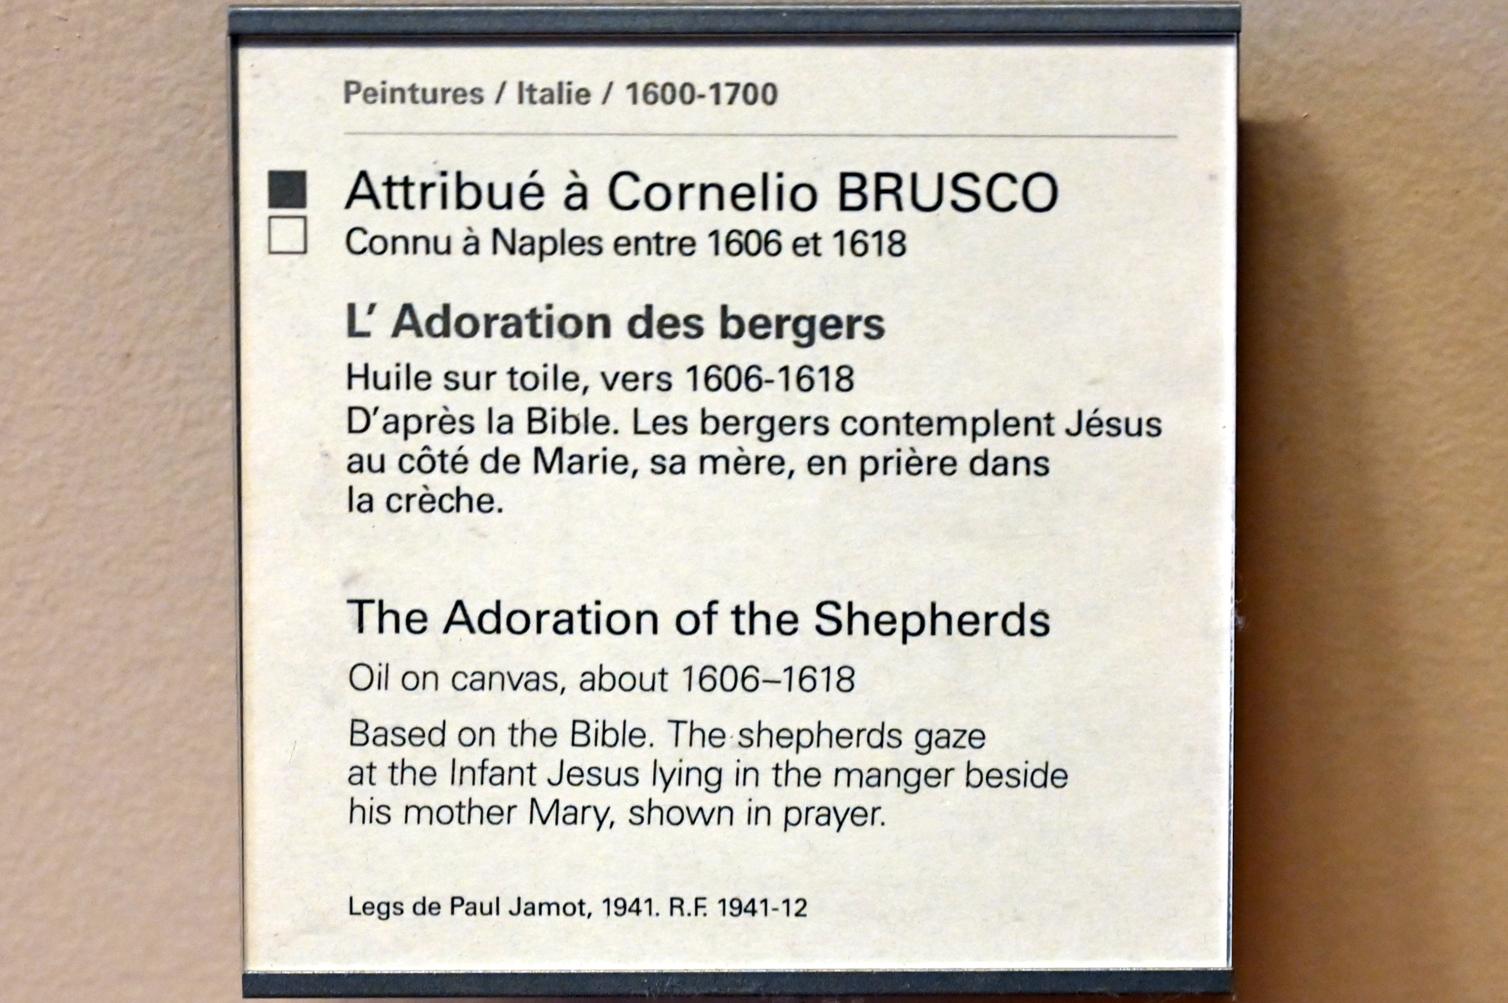 Peintures / Italie / 1600-1700
Attribué à Cornelio BRUSCO
Connu à Naples entre 1606 et 1618
L' Adoration des bergers
Huile sur toile, vers 1606-1618
D'après la Bible. Les bergers contemplent Jésus
au côté de Marie, sa mère, en prière dans
la crèche.
The Adoration of the Shepherds
Oil on canvas, about 1606–1618
Based on the Bible. The shepherds gaze
at the Infant Jesus lying in the manger beside
his mother Mary, shown in prayer.
Legs de Paul Jamot, 1941. R.F. 1941-12